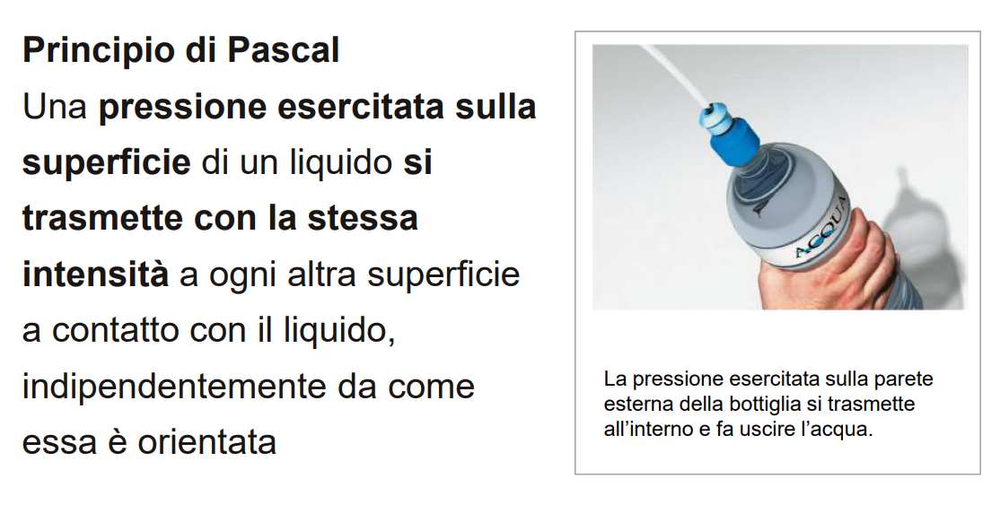 Principio di Pascal
Una pressione esercitata sulla
superficie di un liquido si
trasmette con la stessa
intensità a ogni altra superficie
a contatto con il liquido,
indipendentemente da come
essa è orientata
ACQUA
La pressione esercitata sulla parete
esterna della bottiglia si trasmette
all’interno e fa uscire l’acqua.